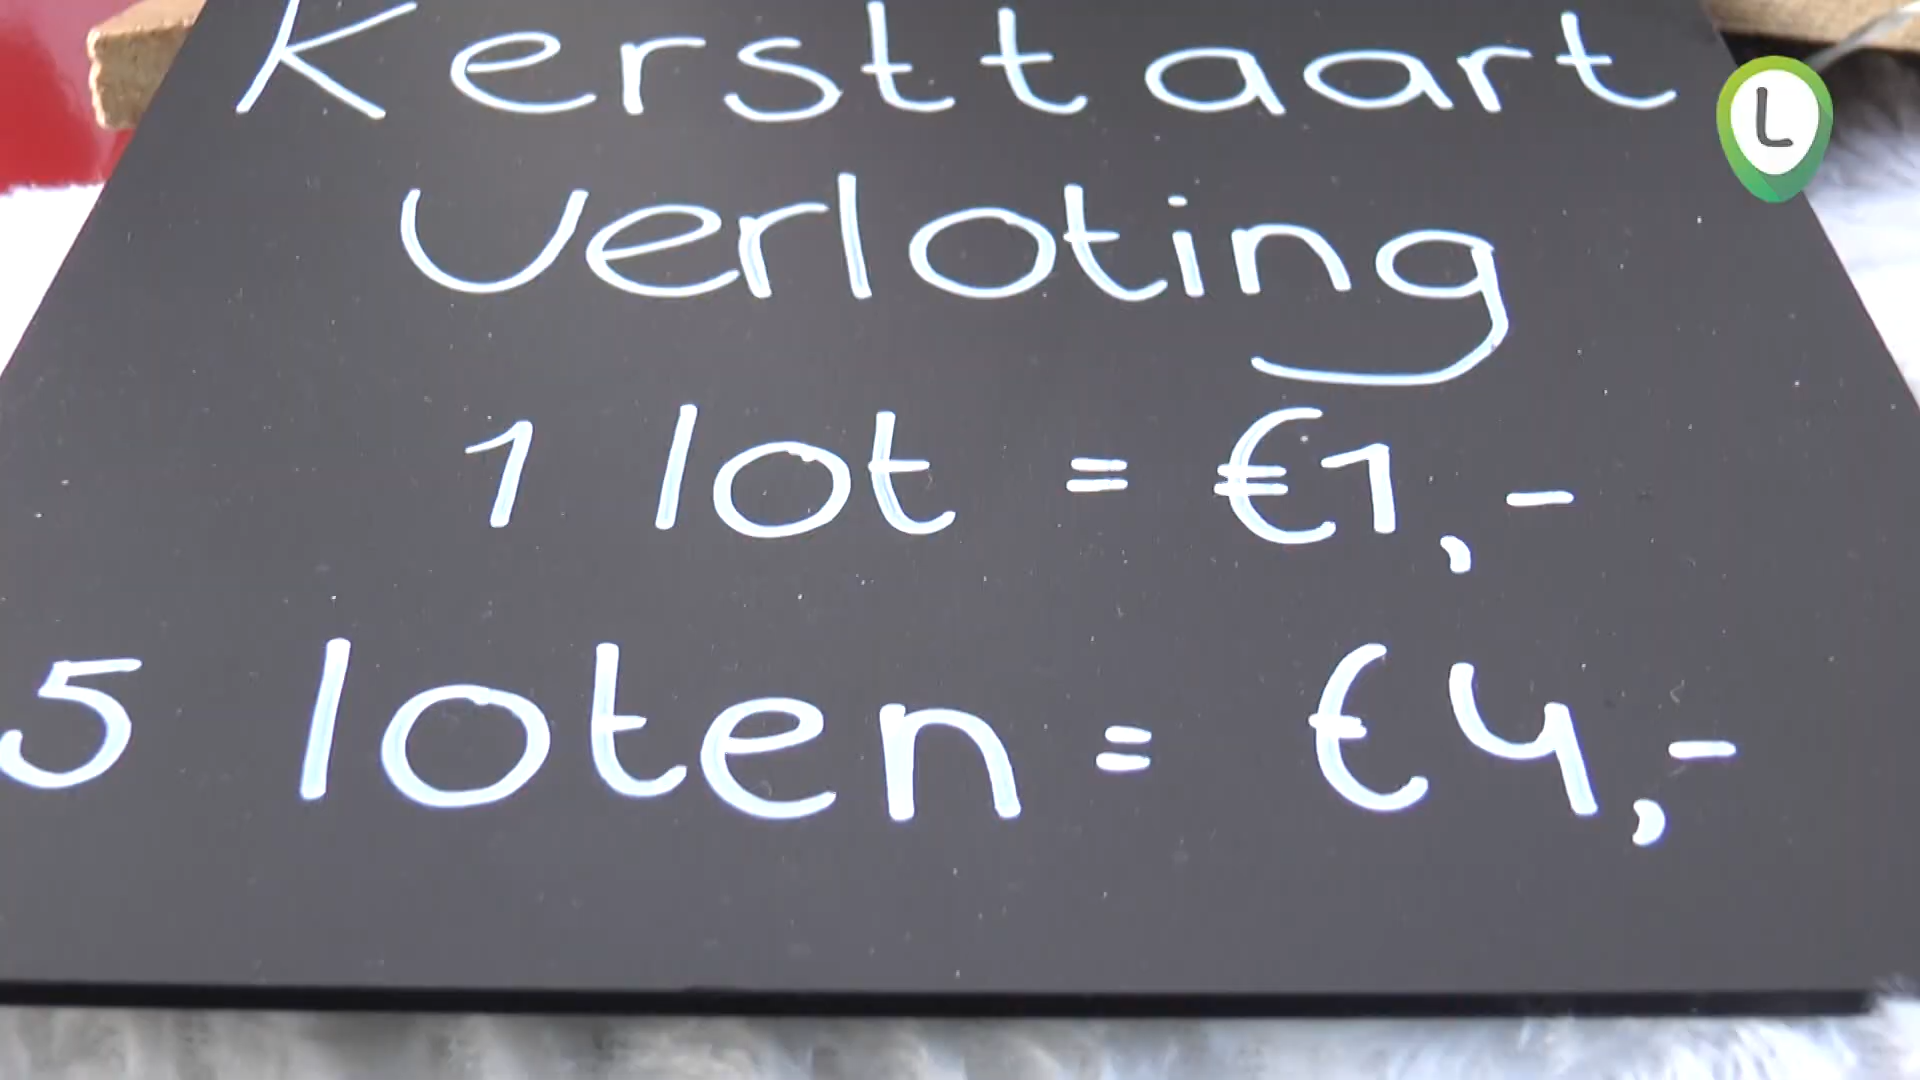 Kersttaart
verloting
1 lot = €1,-
5 loten = €4,-
L